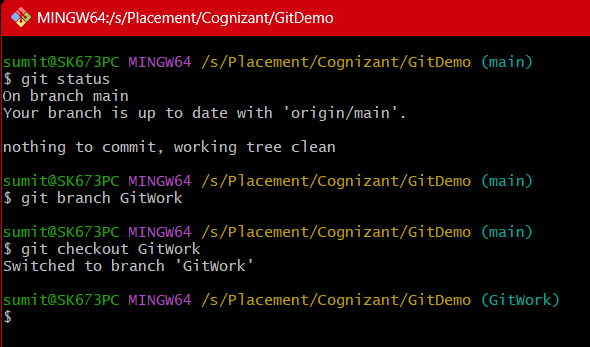 MINGW64:/s/Placement/Cognizant/GitDemo
sumit@SK673PC MINGW64 /s/Placement/Cognizant/GitDemo (main)
$ git status
On branch main
Your branch is up to date with 'origin/main'.
nothing to commit, working tree clean
sumit@SK673PC MINGW64 /s/Placement/Cognizant/GitDemo (main)
$ git branch GitWork
sumit@SK673PC MINGW64 /s/Placement/Cognizant/GitDemo (main)
$ git checkout GitWork
Switched to branch 'GitWork'
sumit@SK673PC MINGW64 /s/Placement/Cognizant/GitDemo (GitWork)
$